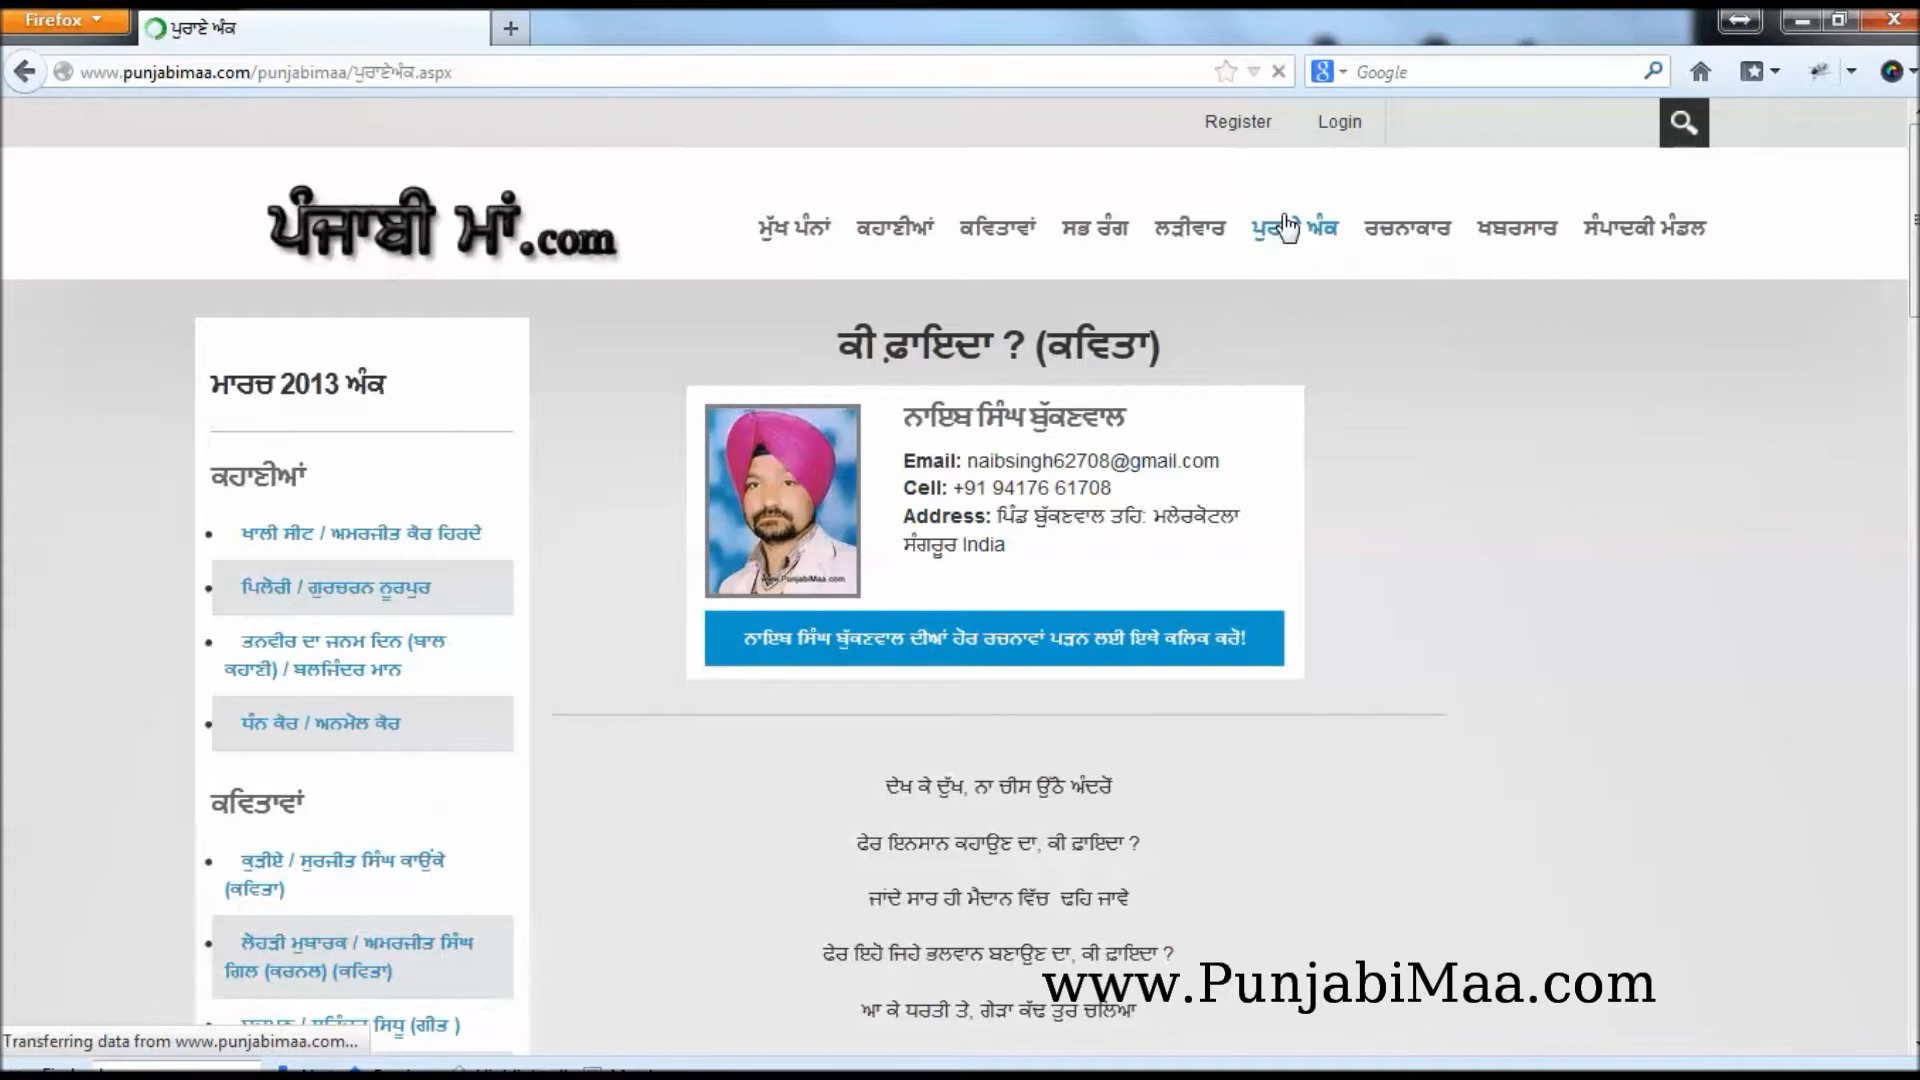 Firefox
ਪੁਰਾਣੇ ਅੰਕ
www.punjabimaa.com/punjabimaa/ਪੁਰਾਣੇਅੰਕ.aspx
Google
Register Login
ਪੰਜਾਬੀ ਮਾਂ.com
ਮੁੱਖ ਪੰਨਾਂ ਕਹਾਣੀਆਂ ਕਵਿਤਾਵਾਂ ਸਭ ਰੰਗ ਲੜੀਵਾਰ ਅੰਕ ਰਚਨਾਕਾਰ ਖਬਰਸਾਰ ਸੰਪਾਦਕੀ ਮੰਡਲ
ਮਾਰਚ 2013 ਅੰਕ
ਕਹਾਣੀਆਂ
ਖਾਲੀ ਸੀਟ / ਅਮਰਜੀਤ ਕੋਰ ਹਿਰਦੇ
ਪਿਲੋਰੀ / ਗੁਰਚਰਨ ਨੂਰਪੁਰ
ਤਨਵੀਰ ਦਾ ਜਨਮ ਦਿਨ (ਬਾਲ
ਕਹਾਣੀ) / ਬਲਜਿੰਦਰ ਮਾਨ
ਧੰਨ ਕੋਰ / ਅਨਮੋਲ ਕੋਰ
ਕਵਿਤਾਵਾਂ
ਕੁੜੀਏ / ਸੁਰਜੀਤ ਸਿੰਘ ਕਾਉਂਕੇ
(ਕਵਿਤਾ)
ਲੋਹੜੀ ਮੁਬਾਰਕ / ਅਮਰਜੀਤ ਸਿੰਘ
ਗਿਲ (ਕਰਨਲ) (ਕਵਿਤਾ)
ਸਿਧੂ (ਗੀਤ )
ਕੀ ਫ਼ਾਇਦਾ ? (ਕਵਿਤਾ)
ਨਾਇਬ ਸਿੰਘ ਬੁੱਕਣਵਾਲ
Email: naibsingh62708@gmail.com
Cell: +91 94176 61708
Address: ਪਿੰਡ ਬੁੱਕਣਵਾਲ ਤਹਿ: ਮਲੇਰਕੋਟਲਾ
ਸੰਗਰੂਰ India
www.PunjabiMaa.com
ਨਾਇਬ ਸਿੰਘ ਬੁੱਕਣਵਾਲ ਦੀਆਂ ਹੋਰ ਰਚਨਾਵਾਂ ਪੜਨ ਲਈ ਇਥੇ ਕਲਿਕ ਕਰੋ!
ਦੇਖ ਕੇ ਦੁੱਖ, ਨਾ ਚੀਸ ਉੱਠੈ ਅੰਦਰੋਂ
ਫੇਰ ਇਨਸਾਨ ਕਹਾਉਣ ਦਾ, ਕੀ ਫ਼ਾਇਦਾ ?
ਜਾਂਦੇ ਸਾਰ ਹੀ ਮੈਦਾਨ ਵਿੱਚ ਢਹਿ ਜਾਵੇ
ਫੇਰ ਇਹੋ ਜਿਹੇ ਭਲਵਾਨ ਬਣਾਉਣ ਦਾ, ਕੀ ਫ਼ਾਇਦਾ ?
ਆ ਕੇ ਧਰਤੀ ਤੇ, ਗੇੜਾ ਕੱਢ ਤੁਰ ਚਲਿਆ
www.PunjabiMaa.com
Transferring data from www.punjabimaa.com...